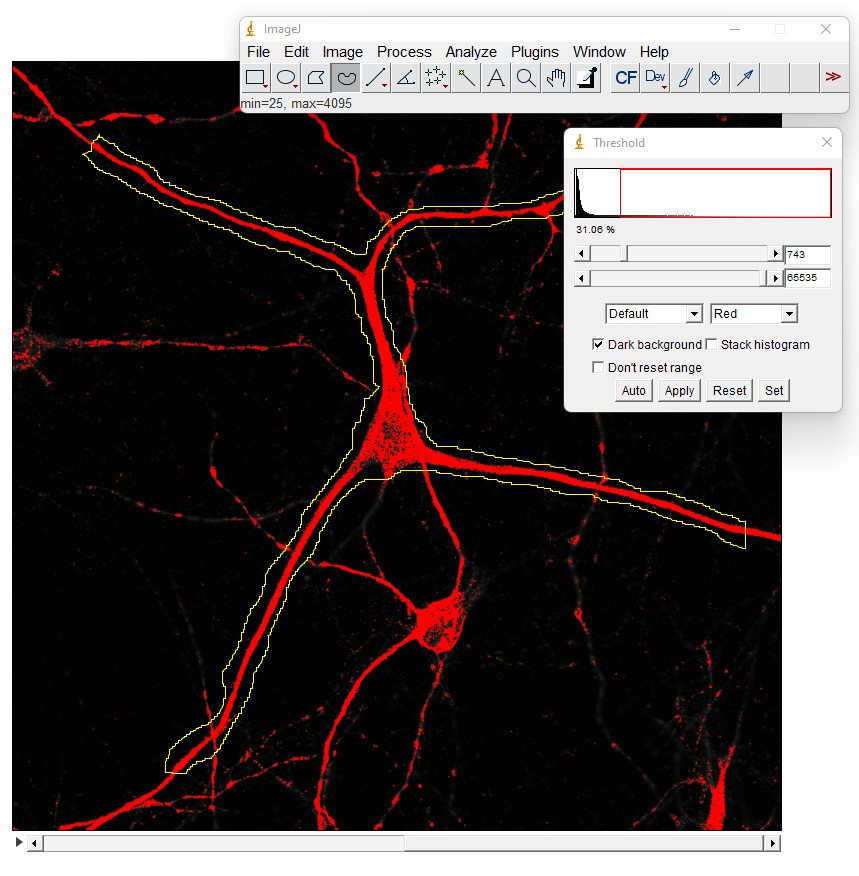 ImageJ
File Edit Image Process Analyze Plugins Window Help
A CF Dev >>
min=25, max=4095
Threshold
31.06 %
743
65535
Default Red
Dark background Stack histogram
Don't reset range
Auto Apply Reset Set